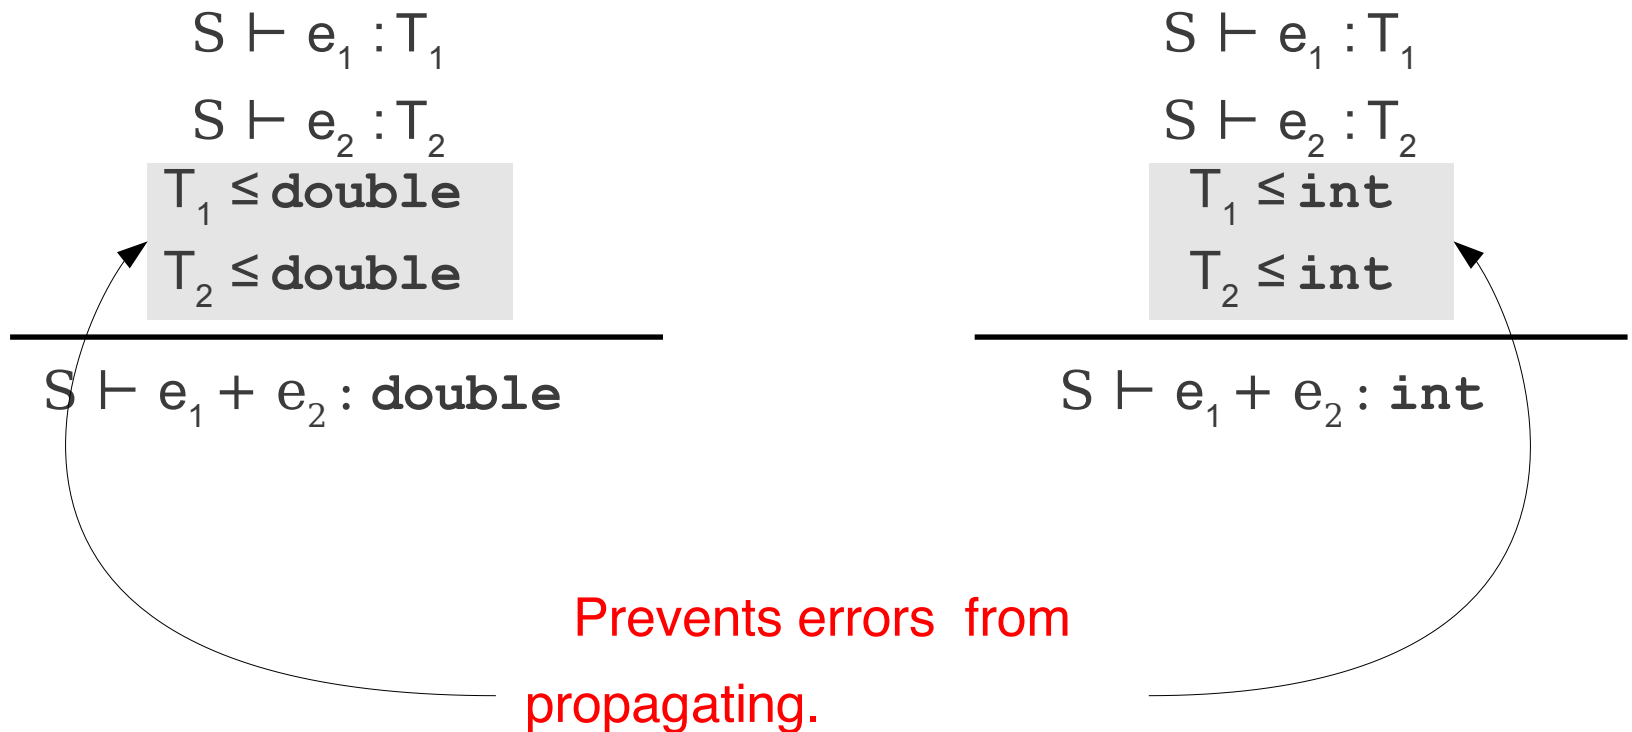 S ⊢ e₁ : T₁
S ⊢ e₂ : T₂
T₁ ≤ double
T₂ ≤ double
S ⊢ e₁ + e₂ : double
S ⊢ e₁ : T₁
S ⊢ e₂ : T₂
T₁ ≤ int
T₂ ≤ int
S ⊢ e₁ + e₂ : int
Prevents errors from
propagating.